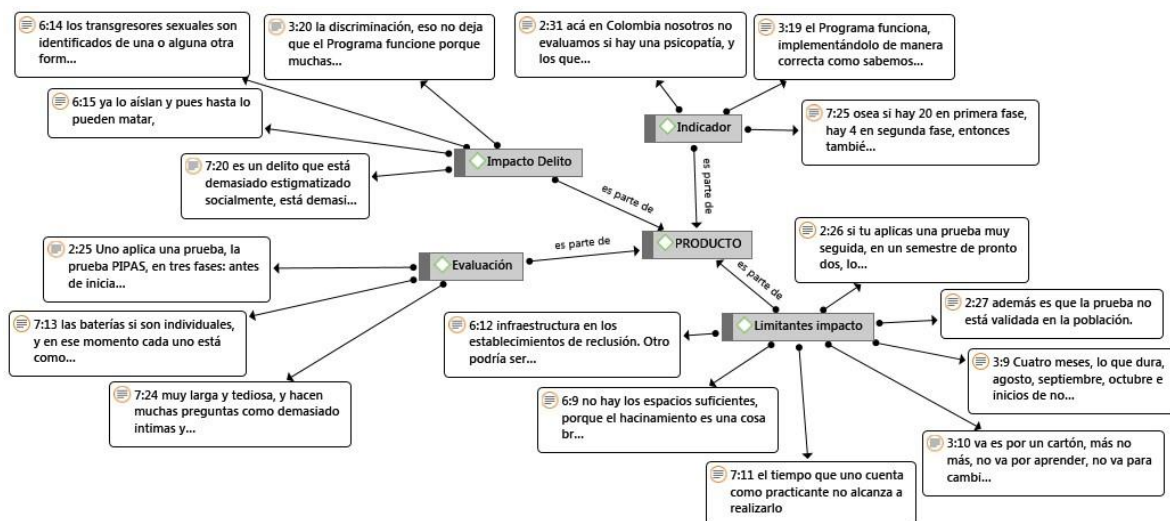 6:14 los transgresores sexuales son
identificados de una o alguna otra
form...
3:20 la discriminación, eso no deja
que el Programa funcione porque
muchas...
2:31 acá en Colombia nosotros no
evaluamos si hay una psicopatía, y
los que...
3:19 el Programa funciona,
implementándolo de manera
correcta como sabemos...
6:15 ya lo aíslan y pues hasta lo
pueden matar,
Indicador
7:25 osea si hay 20 en primera fase,
hay 4 en segunda fase, entonces
tambié...
Impacto Delito
7:20 es un delito que está
demasiado estigmatizado
socialmente, está demasi...
es parte de
es parte de
2:25 Uno aplica una prueba, la
prueba PIPAS, en tres fases: antes
de inicia...
Evaluación
es parte de
PRODUCTO
2:26 si tu aplicas una prueba muy
seguida, en un semestre de pronto
dos, lo...
es parte de
7:13 las baterías si son individuales,
y en ese momento cada uno está
como...
6:12 infraestructura en los
establecimientos de reclusión. Otro
podría ser...
Limitantes impacto
2:27 además es que la prueba no
está validada en la población.
3:9 Cuatro meses, lo que dura,
agosto, septiembre, octubre e
inicios de no...
7:24 muy larga y tediosa, y hacen
muchas preguntas como demasiado
intimas y...
6:9 no hay los espacios suficientes,
porque el hacinamiento es una cosa
br...
3:10 va es por un cartón, más no
más, no va por aprender, no va para
cambi...
7:11 el tiempo que uno cuenta
como practicante no alcanza a
realizarlo